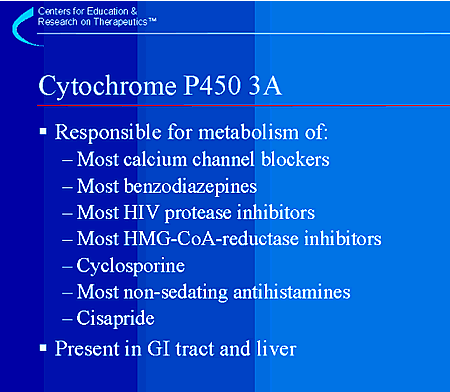 Centers for Education &
Research on Therapeutics™
Cytochrome P450 3A
▪ Responsible for metabolism of:
– Most calcium channel blockers
– Most benzodiazepines
– Most HIV protease inhibitors
– Most HMG-CoA-reductase inhibitors
– Cyclosporine
– Most non-sedating antihistamines
– Cisapride
▪ Present in GI tract and liver